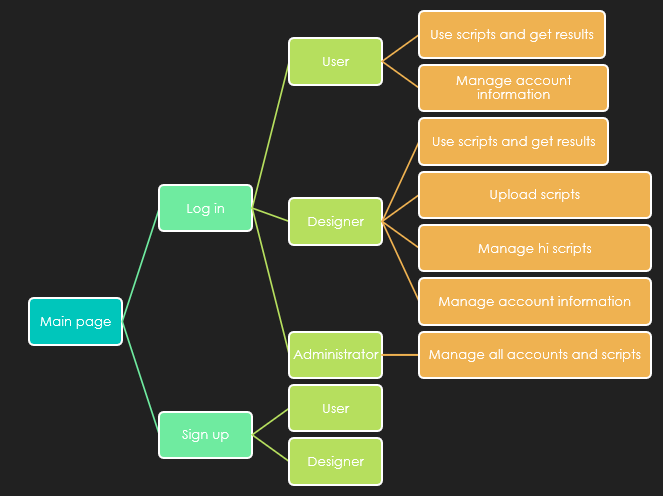 Main page
Log in
User
Use scripts and get results
Manage account
information
Designer
Use scripts and get results
Upload scripts
Manage hi scripts
Manage account information
Administrator
Manage all accounts and scripts
Sign up
User
Designer